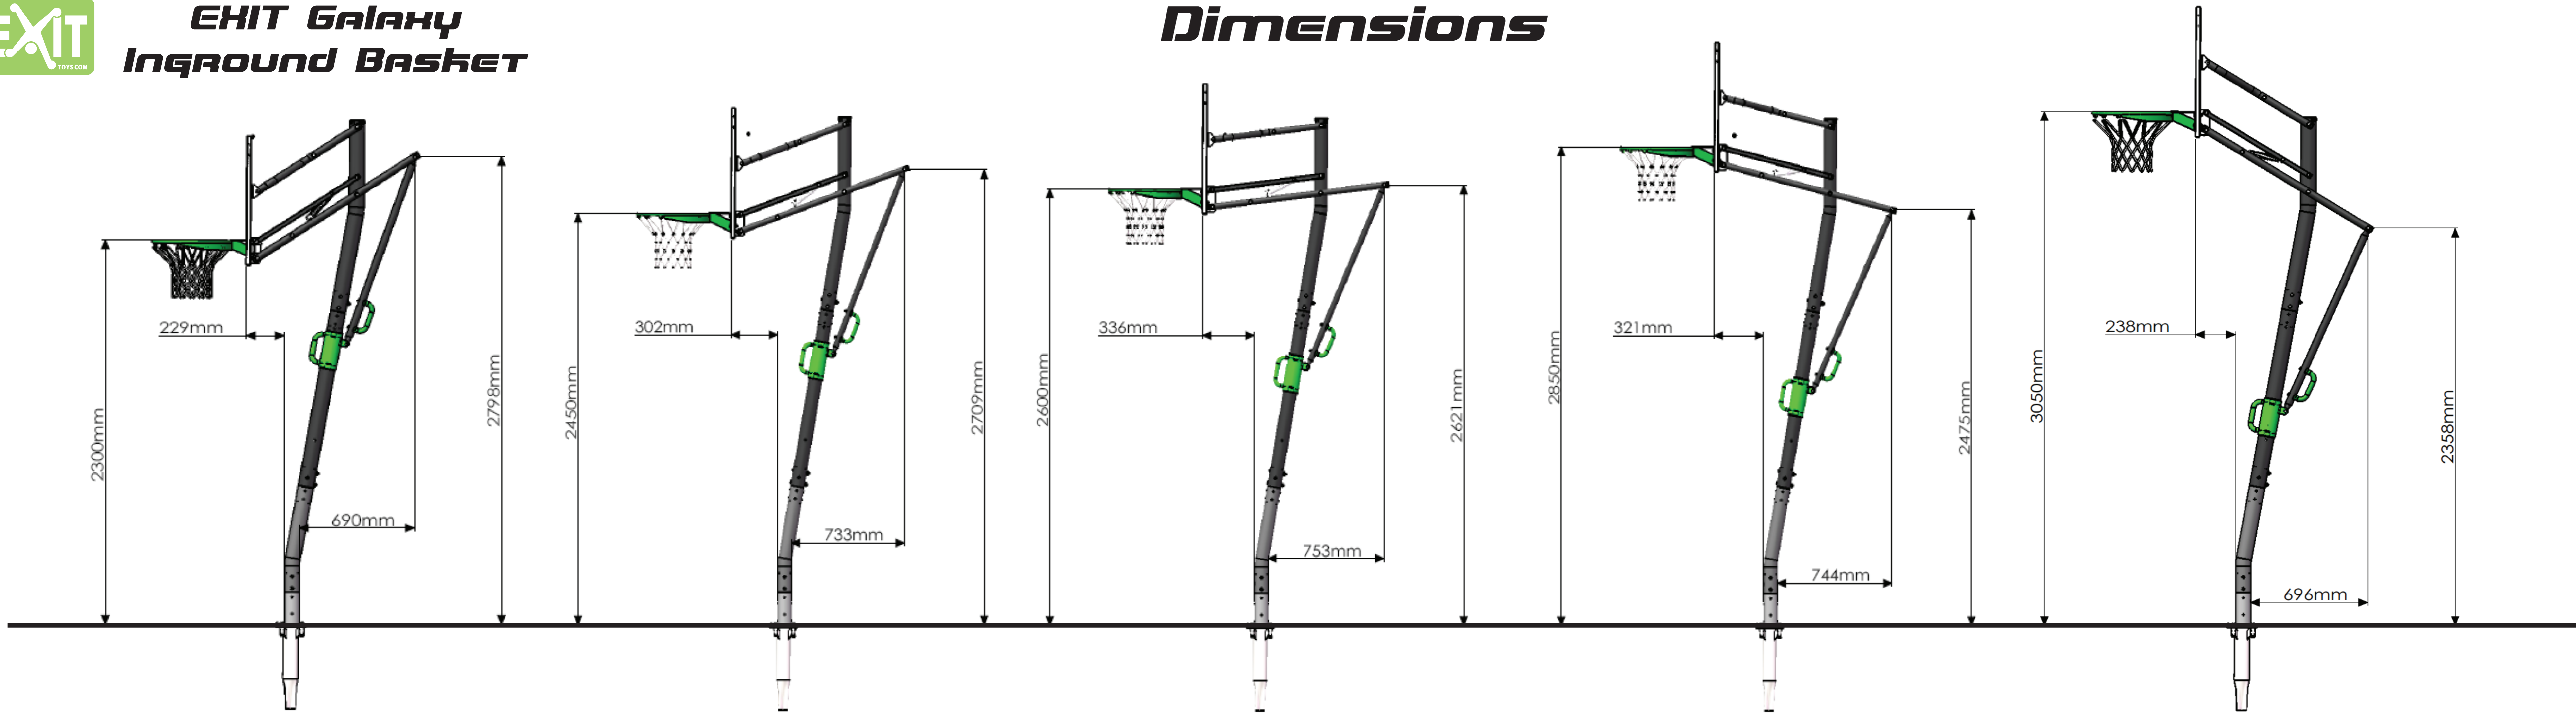 EXIT
TOYS.COM
EXIT Galaxy
Inground Basket
Dimensions
2300mm
229mm
690mm
2798mm
2450mm
302mm
733mm
2709mm
2600mm
336mm
753mm
2621mm
2850mm
321mm
744mm
2475mm
3050mm
238mm
696mm
2358mm